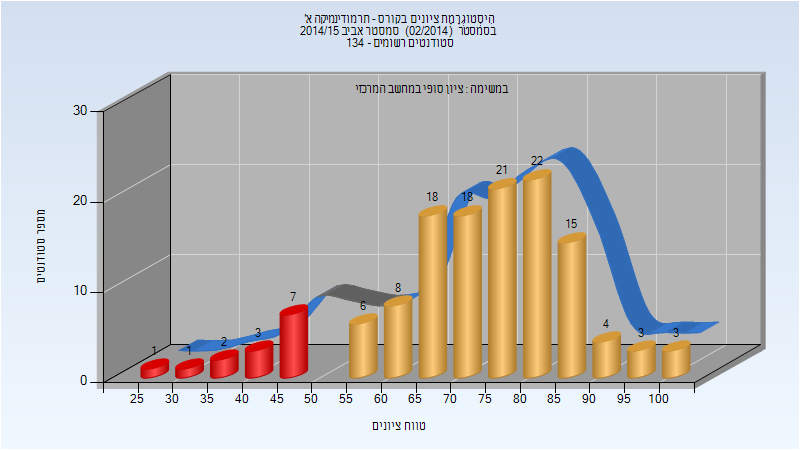 היסטוגרמת ציונים בקורס - תרמודינמיקה א'
בסמסטר (02/2014) סמסטר אביב 2014/15
סטודנטים רשומים - 134
במשימה : ציון סופי במחשב המרכזי
30
20
10
0
מספר סטודנטים
1 1 2 3 7 6 8 18 18 21 22 15 4 3 3
25 30 35 40 45 50 55 60 65 70 75 80 85 90 95 100
טווח ציונים